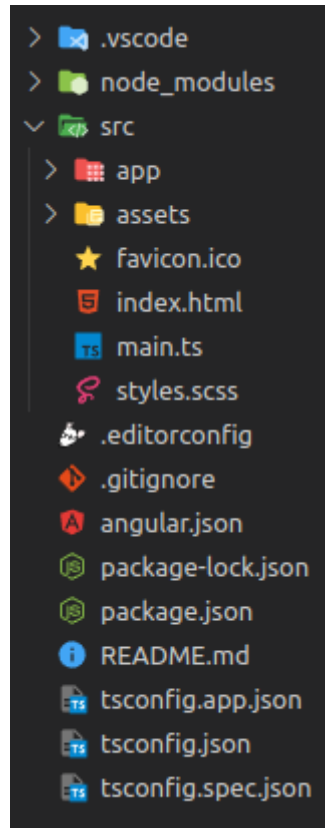 .vscode
node_modules
src
app
assets
favicon.ico
index.html
main.ts
styles.scss
.editorconfig
.gitignore
angular.json
package-lock.json
package.json
README.md
tsconfig.app.json
tsconfig.json
tsconfig.spec.json